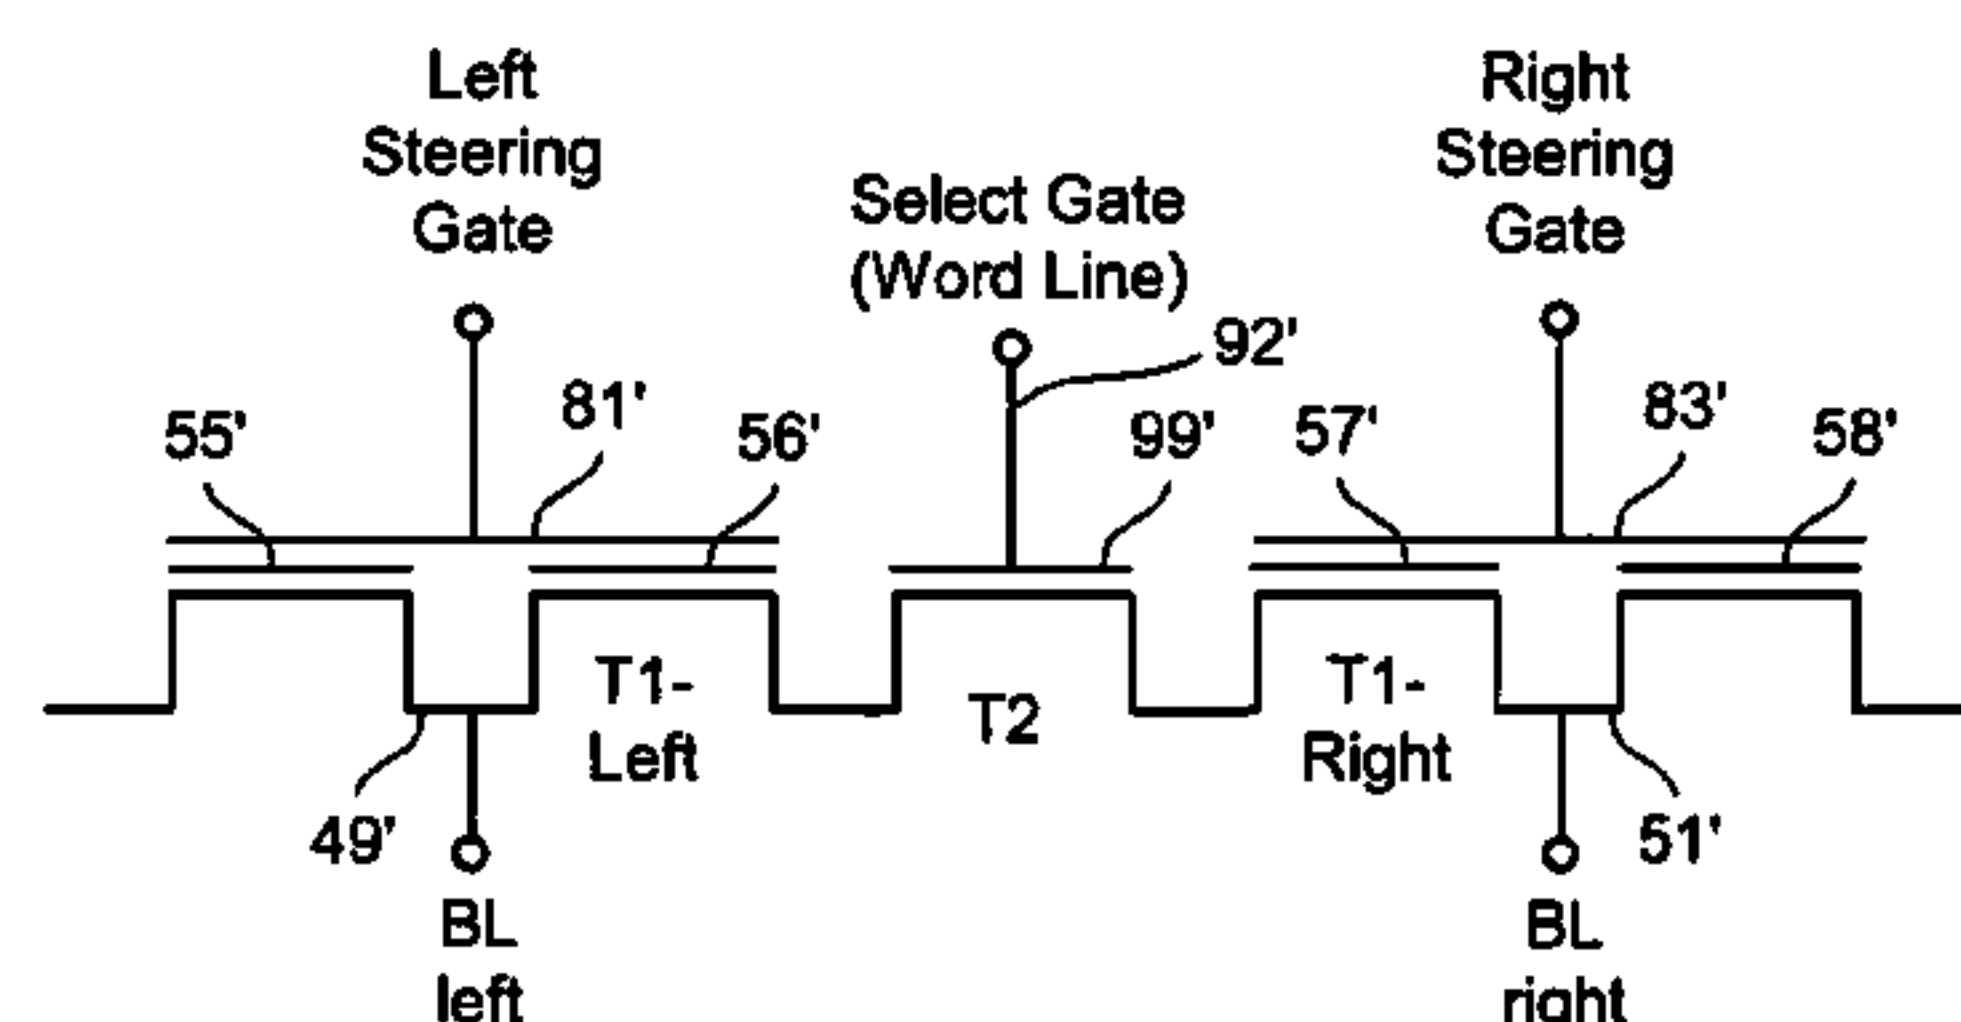 Left
Steering
Gate
Right
Steering
Gate
Select Gate
(Word Line)
92'
55'
81'
56'
99'
57'
83'
58'
T1-
Left
T2
T1-
Right
49'
51'
BL
left
BL
right